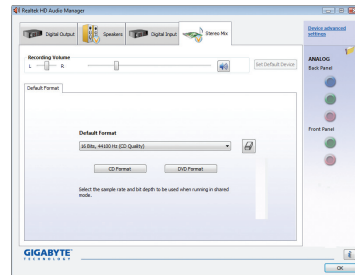 Realtek HD Audio Manager
Digital Output
Speakers
Digital Input
Stereo Mix
Device advanced settings
Recording Volume
L
R
Set Default Device
ANALOG
Back Panel
Default Format
Default Format
16 Bits, 44100 Hz (CD Quality)
CD Format
DVD Format
Select the sample rate and bit depth to be used when running in shared
mode.
Front Panel
GIGABYTE
TECHNOLOGY
i
OK